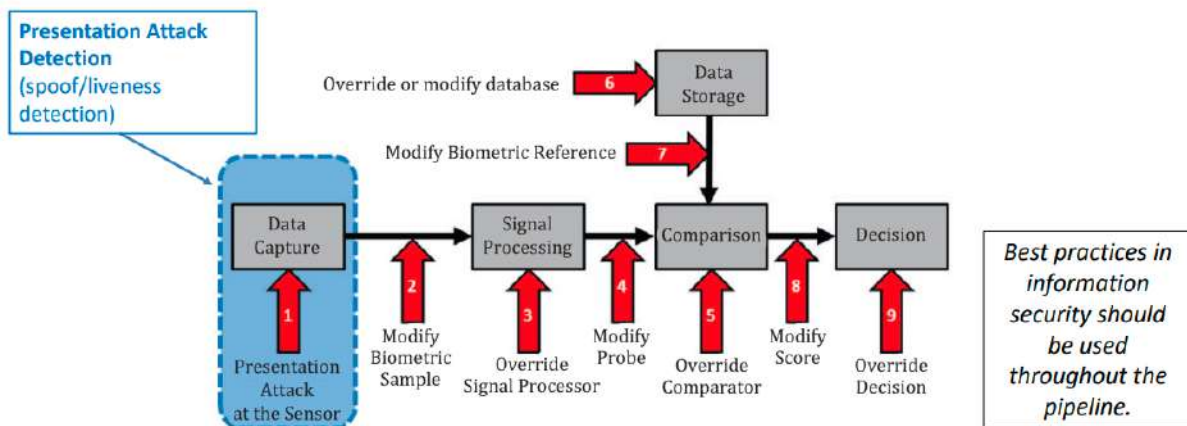 Presentation Attack
Detection
(spoof/liveness
detection)
Override or modify database
6
Data
Storage
Modify Biometric Reference
7
Data
Capture
Signal
Processing
Comparison
Decision
1
2
3
4
5
8
9
Presentation
Attack
at the Sensor
Modify
Biometric
Sample
Override
Signal Processor
Modify
Probe
Override
Comparator
Modify
Score
Override
Decision
Best practices in
information
security should
be used
throughout the
pipeline.